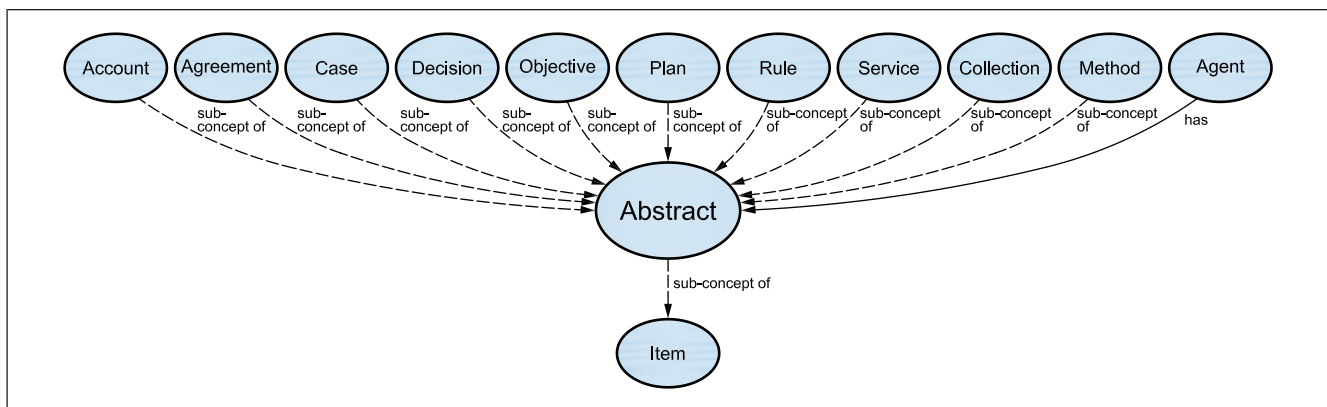 Account
Agreement
Case
Decision
Objective
Plan
Rule
Service
Collection
Method
Agent
sub-
concept of
sub-
concept of
sub-
concept of
sub-
concept of
sub-
concept of
sub-
concept of
sub-concept
of
sub-concept
of
sub-concept
of
sub-concept
of
has
Abstract
sub-concept of
Item